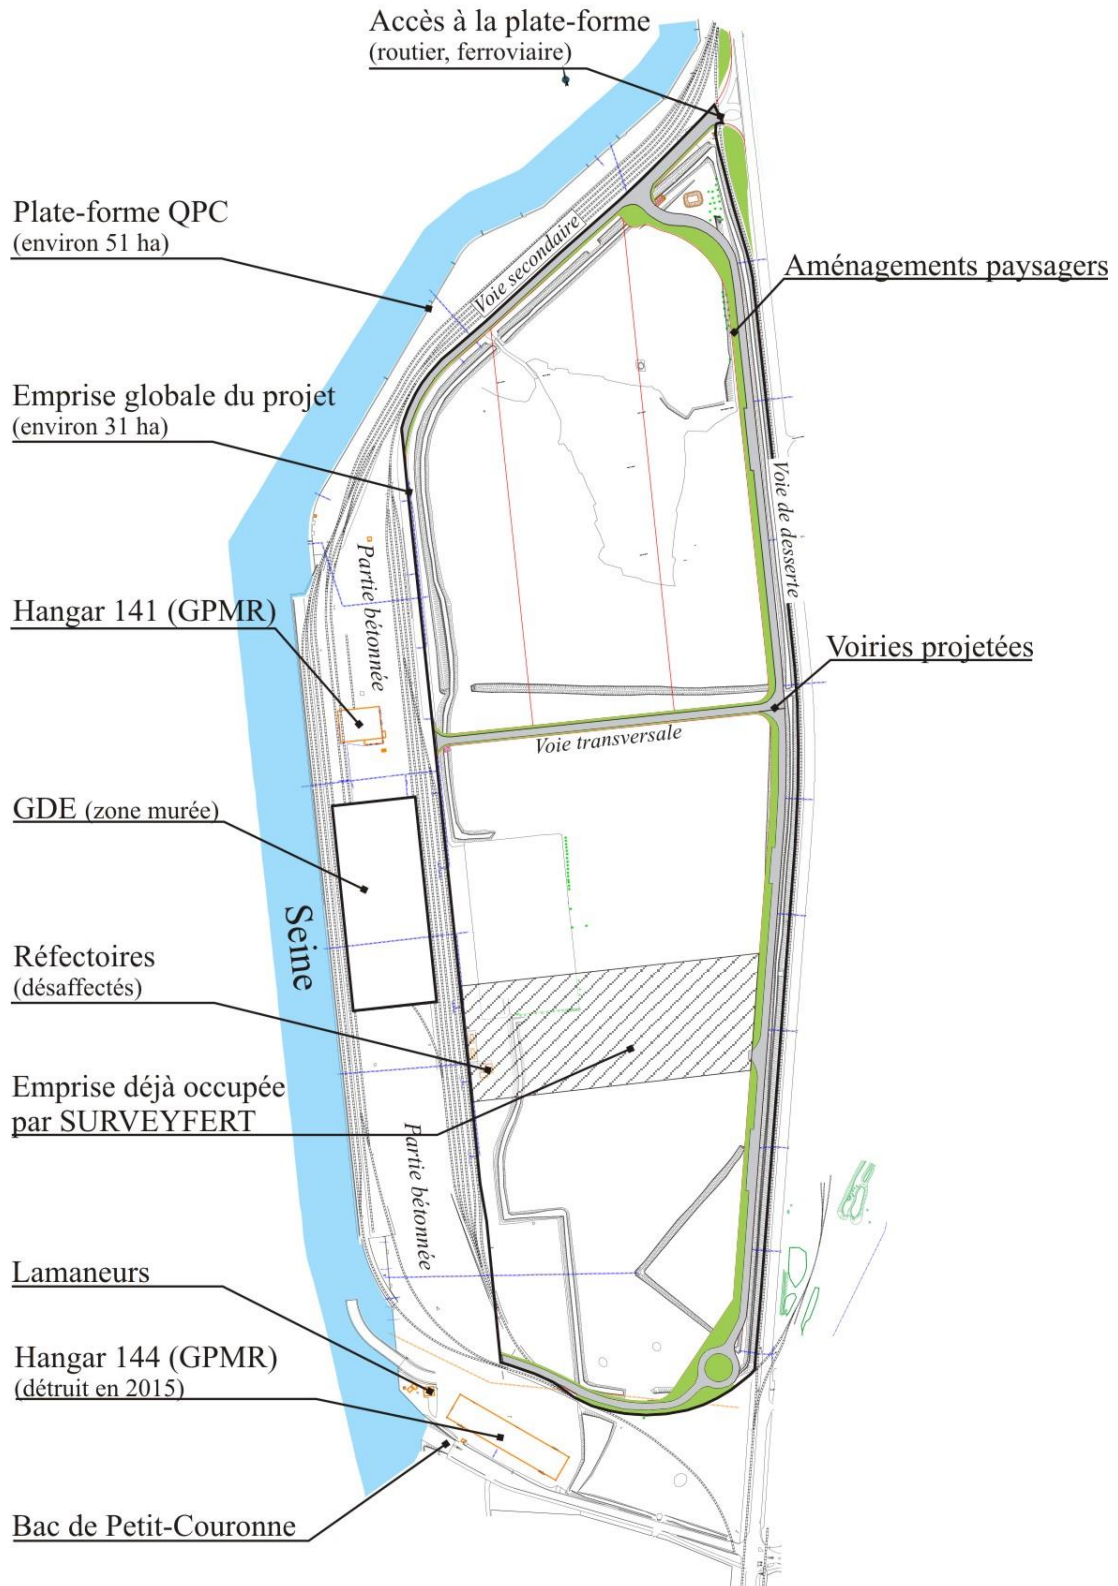 Accès à la plate-forme
(routier, ferroviaire)
Plate-forme QPC
(environ 51 ha)
Voie secondaire
Aménagements paysagers
Emprise globale du projet
(environ 31 ha)
Voie de desserte
Partie bétonnée
Hangar 141 (GPMR)
Voiries projetées
Voie transversale
GDE (zone murée)
Seine
Réfectoires
(désaffectés)
Emprise déjà occupée
par SURVEYFERT
Partie bétonnée
Lamaneurs
Hangar 144 (GPMR)
(détruit en 2015)
Bac de Petit-Couronne